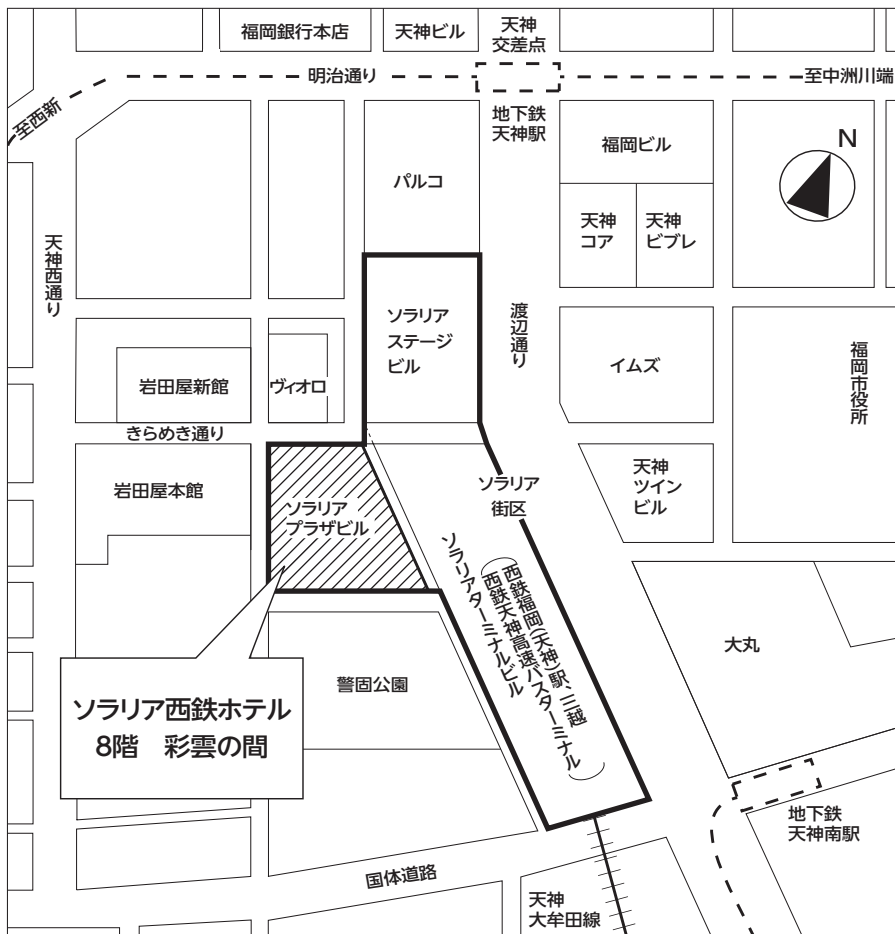 福岡銀行本店
天神ビル
天神
交差点
明治通り
至中洲川端
至西新
地下鉄
天神駅
福岡ビル
N
パルコ
天神
コア
天神
ビブレ
天神西通り
ソラリア
ステージ
ビル
渡辺通り
イムズ
福岡市役所
岩田屋新館
ヴィオロ
きらめき通り
岩田屋本館
ソラリア
プラザビル
ソラリア
街区
天神
ツイン
ビル
西鉄福岡(天神)駅、三越
(西鉄天神高速バスターミナル)
ソラリアターミナルビル
大丸
警固公園
ソラリア西鉄ホテル
8階　彩雲の間
地下鉄
天神南駅
国体道路
天神
大牟田線